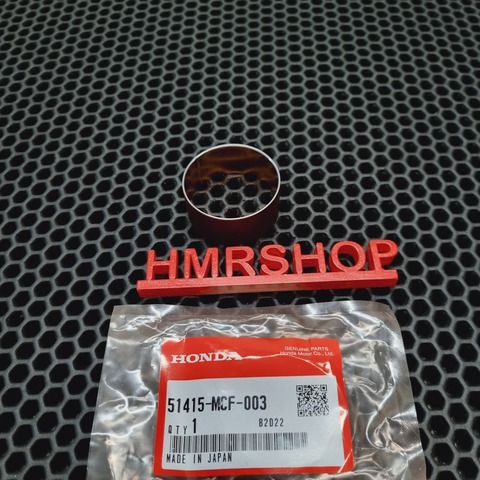 HMRSHOP
HONDA
GENUINE PARTS
Honda Motor Co., Ltd.
51415-MCF-003
QTY 1 B2D22
MADE IN JAPAN